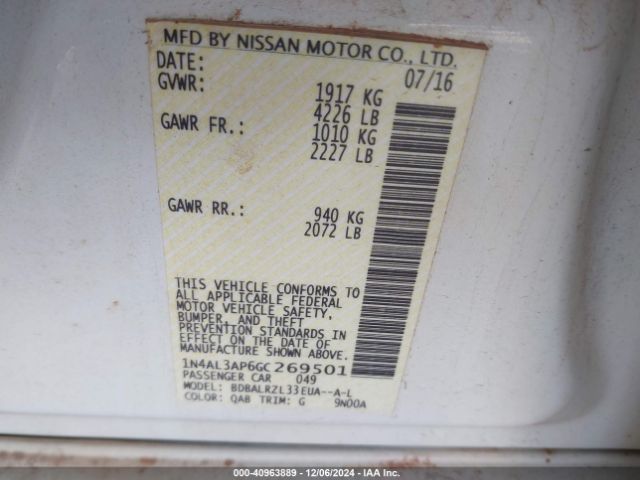 MFD BY NISSAN MOTOR CO., LTD.
DATE: 07/16
GVWR: 1917 KG
4226 LB
GAWR FR.: 1010 KG
2227 LB
GAWR RR.: 940 KG
2072 LB
THIS VEHICLE CONFORMS TO
ALL APPLICABLE FEDERAL
MOTOR VEHICLE SAFETY,
BUMPER, AND THEFT
PREVENTION STANDARDS IN
EFFECT ON THE DATE OF
MANUFACTURE SHOWN ABOVE.
1N4AL3AP6GC269501
PASSENGER CAR 049
MODEL: BDBALRZL33EUA--A-L
COLOR: QAB TRIM: G 9N00A
000-40963889 - 12/06/2024 - IAAI.COM - COPART